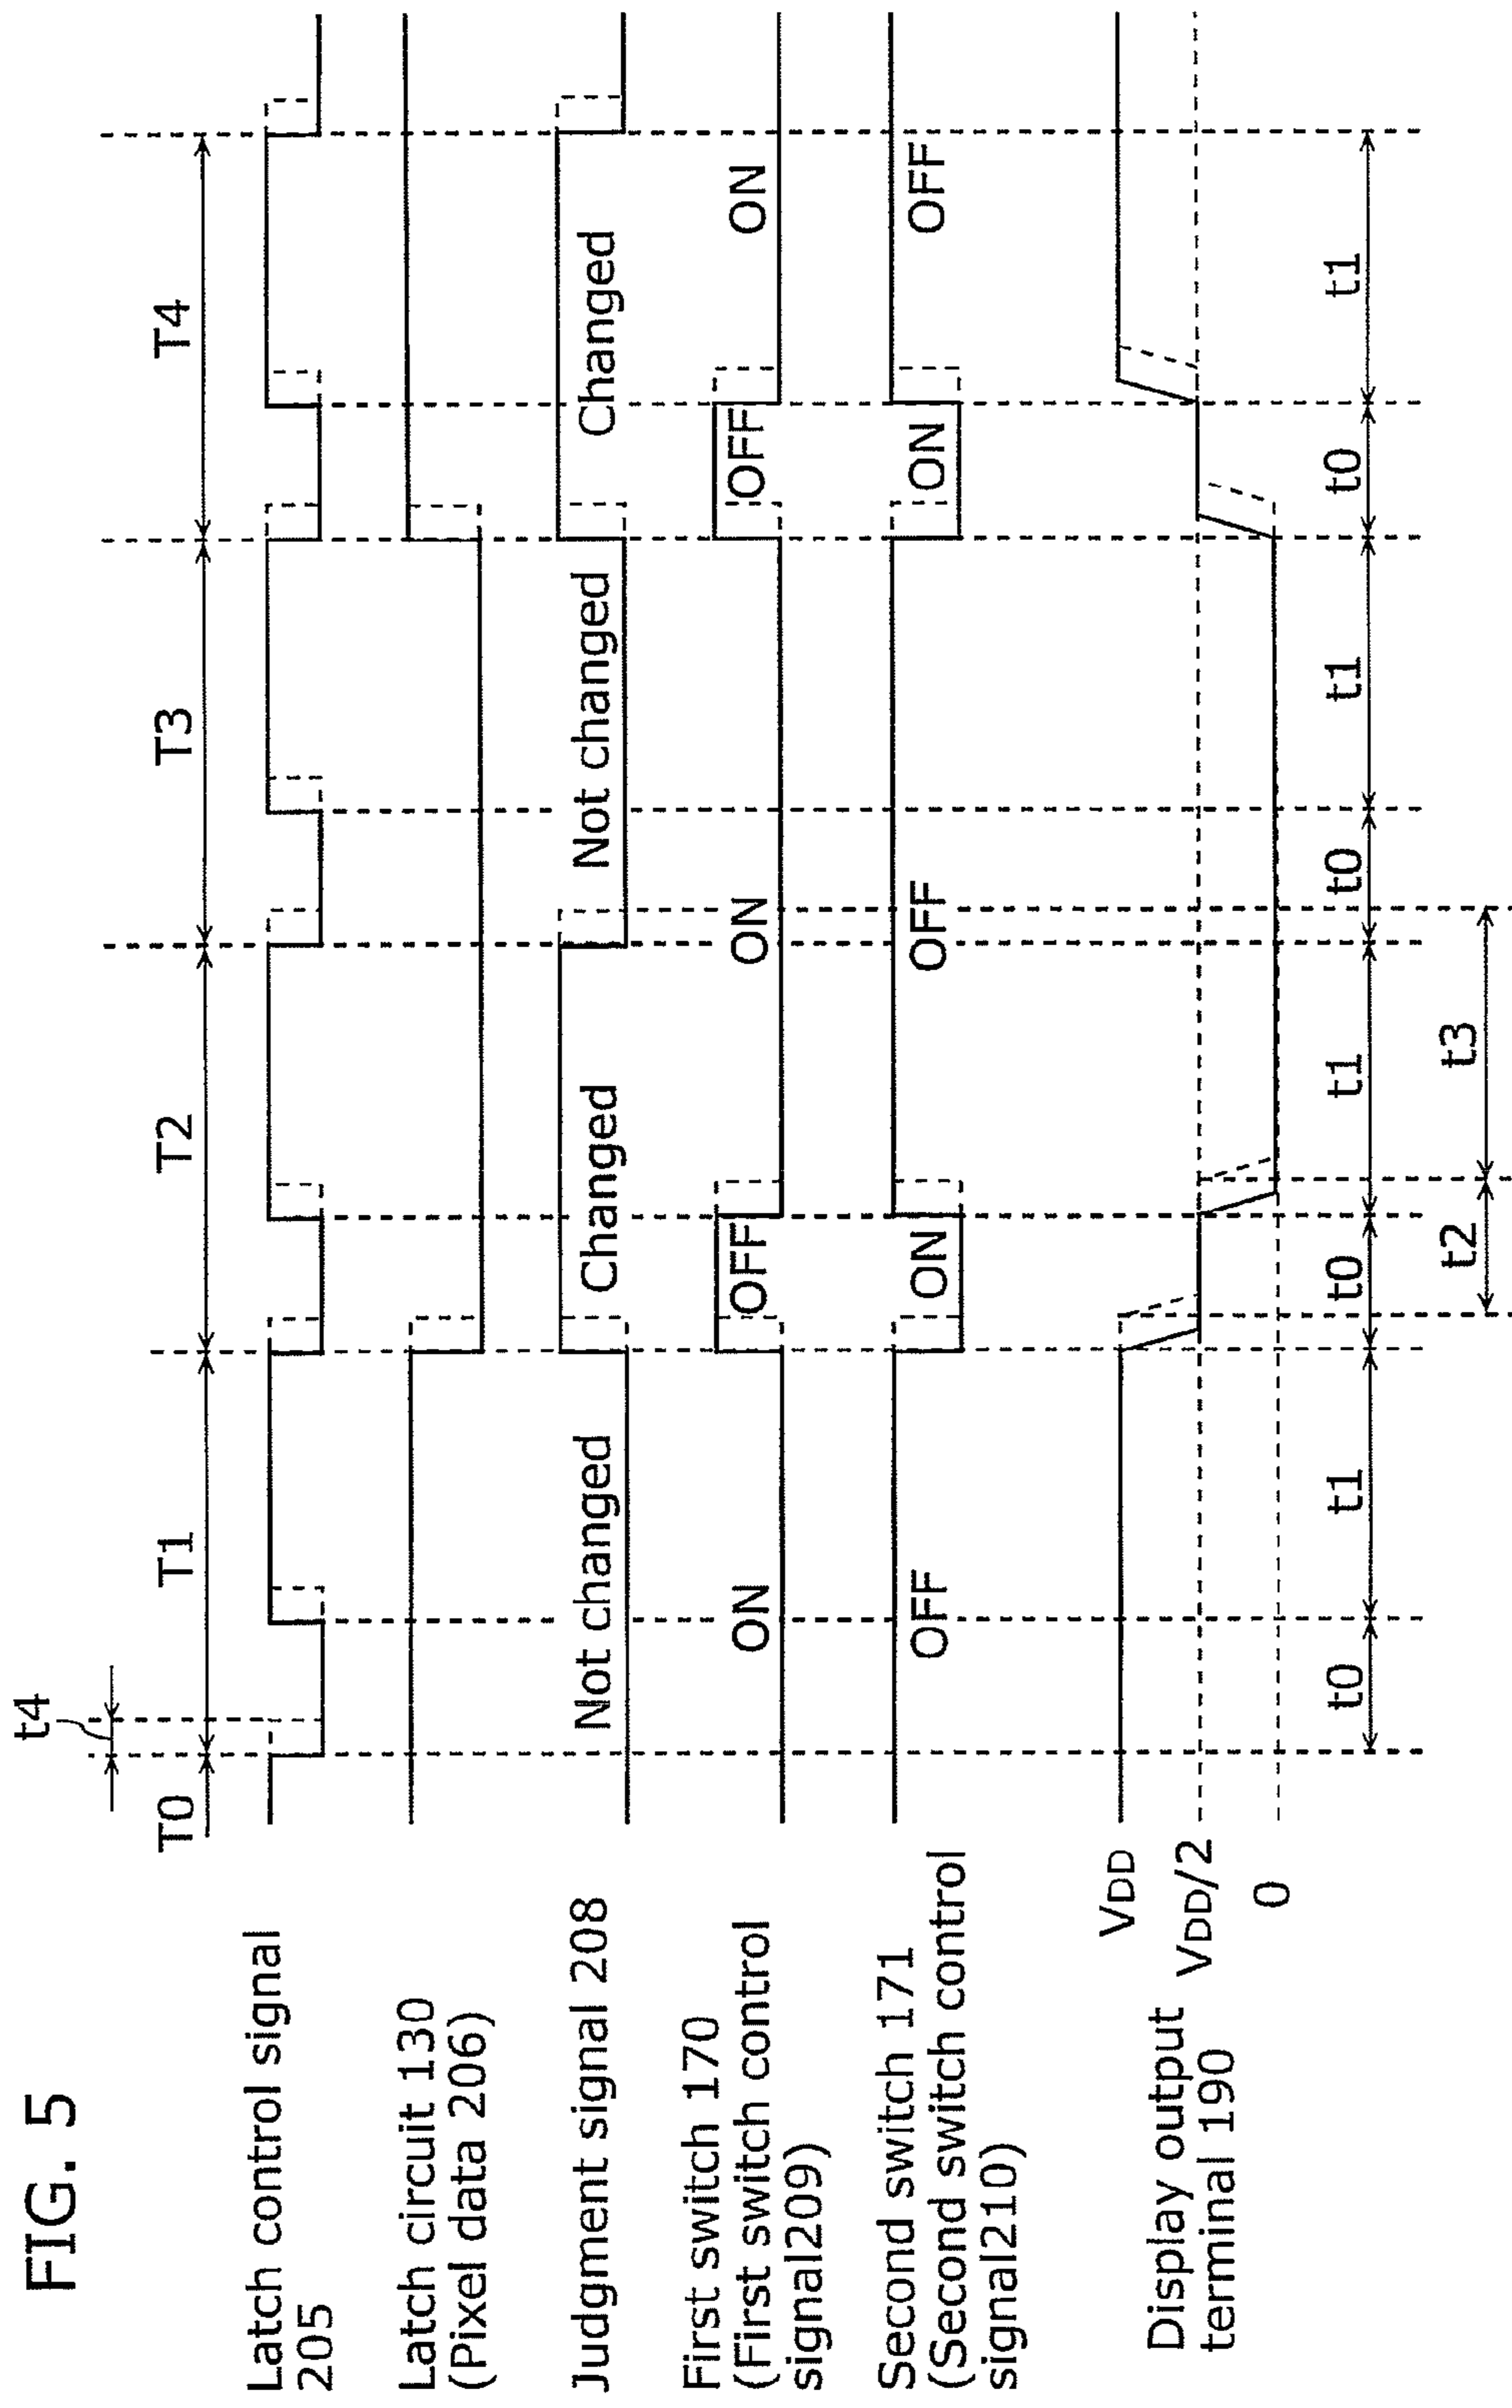 FIG. 5
t4
T0
T1
T2
T3
T4
Latch control signal
205
Latch circuit 130
(Pixel data 206)
Judgment signal 208
Not changed
Changed
Not changed
Changed
First switch 170
(First switch control
signal209)
ON
OFF
ON
OFF
ON
Second switch 171
(Second switch control
signal210)
OFF
ON
OFF
ON
OFF
Display output
terminal 190
VDD
VDD/2
0
t0
t1
t0
t1
t0
t1
t0
t1
t2
t3